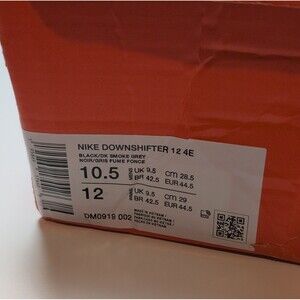 NIKE DOWNSHIFTER 12 4E
BLACK/DK SMOKE GREY
NOIR/GRIS FUME FONCE
10.5 UK 9.5 CM 28.5
BR 42.5 EUR 44.5
12 UK 9.5 CM 29
BR 42.5 EUR 44.5
DM0919 002